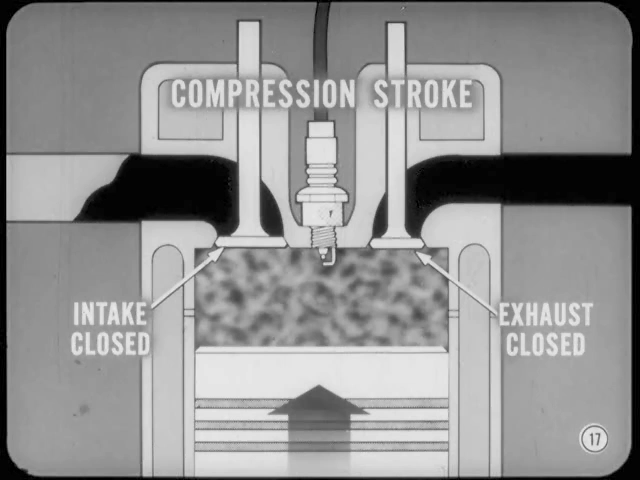 COMPRESSION STROKE
INTAKE
CLOSED
EXHAUST
CLOSED
17